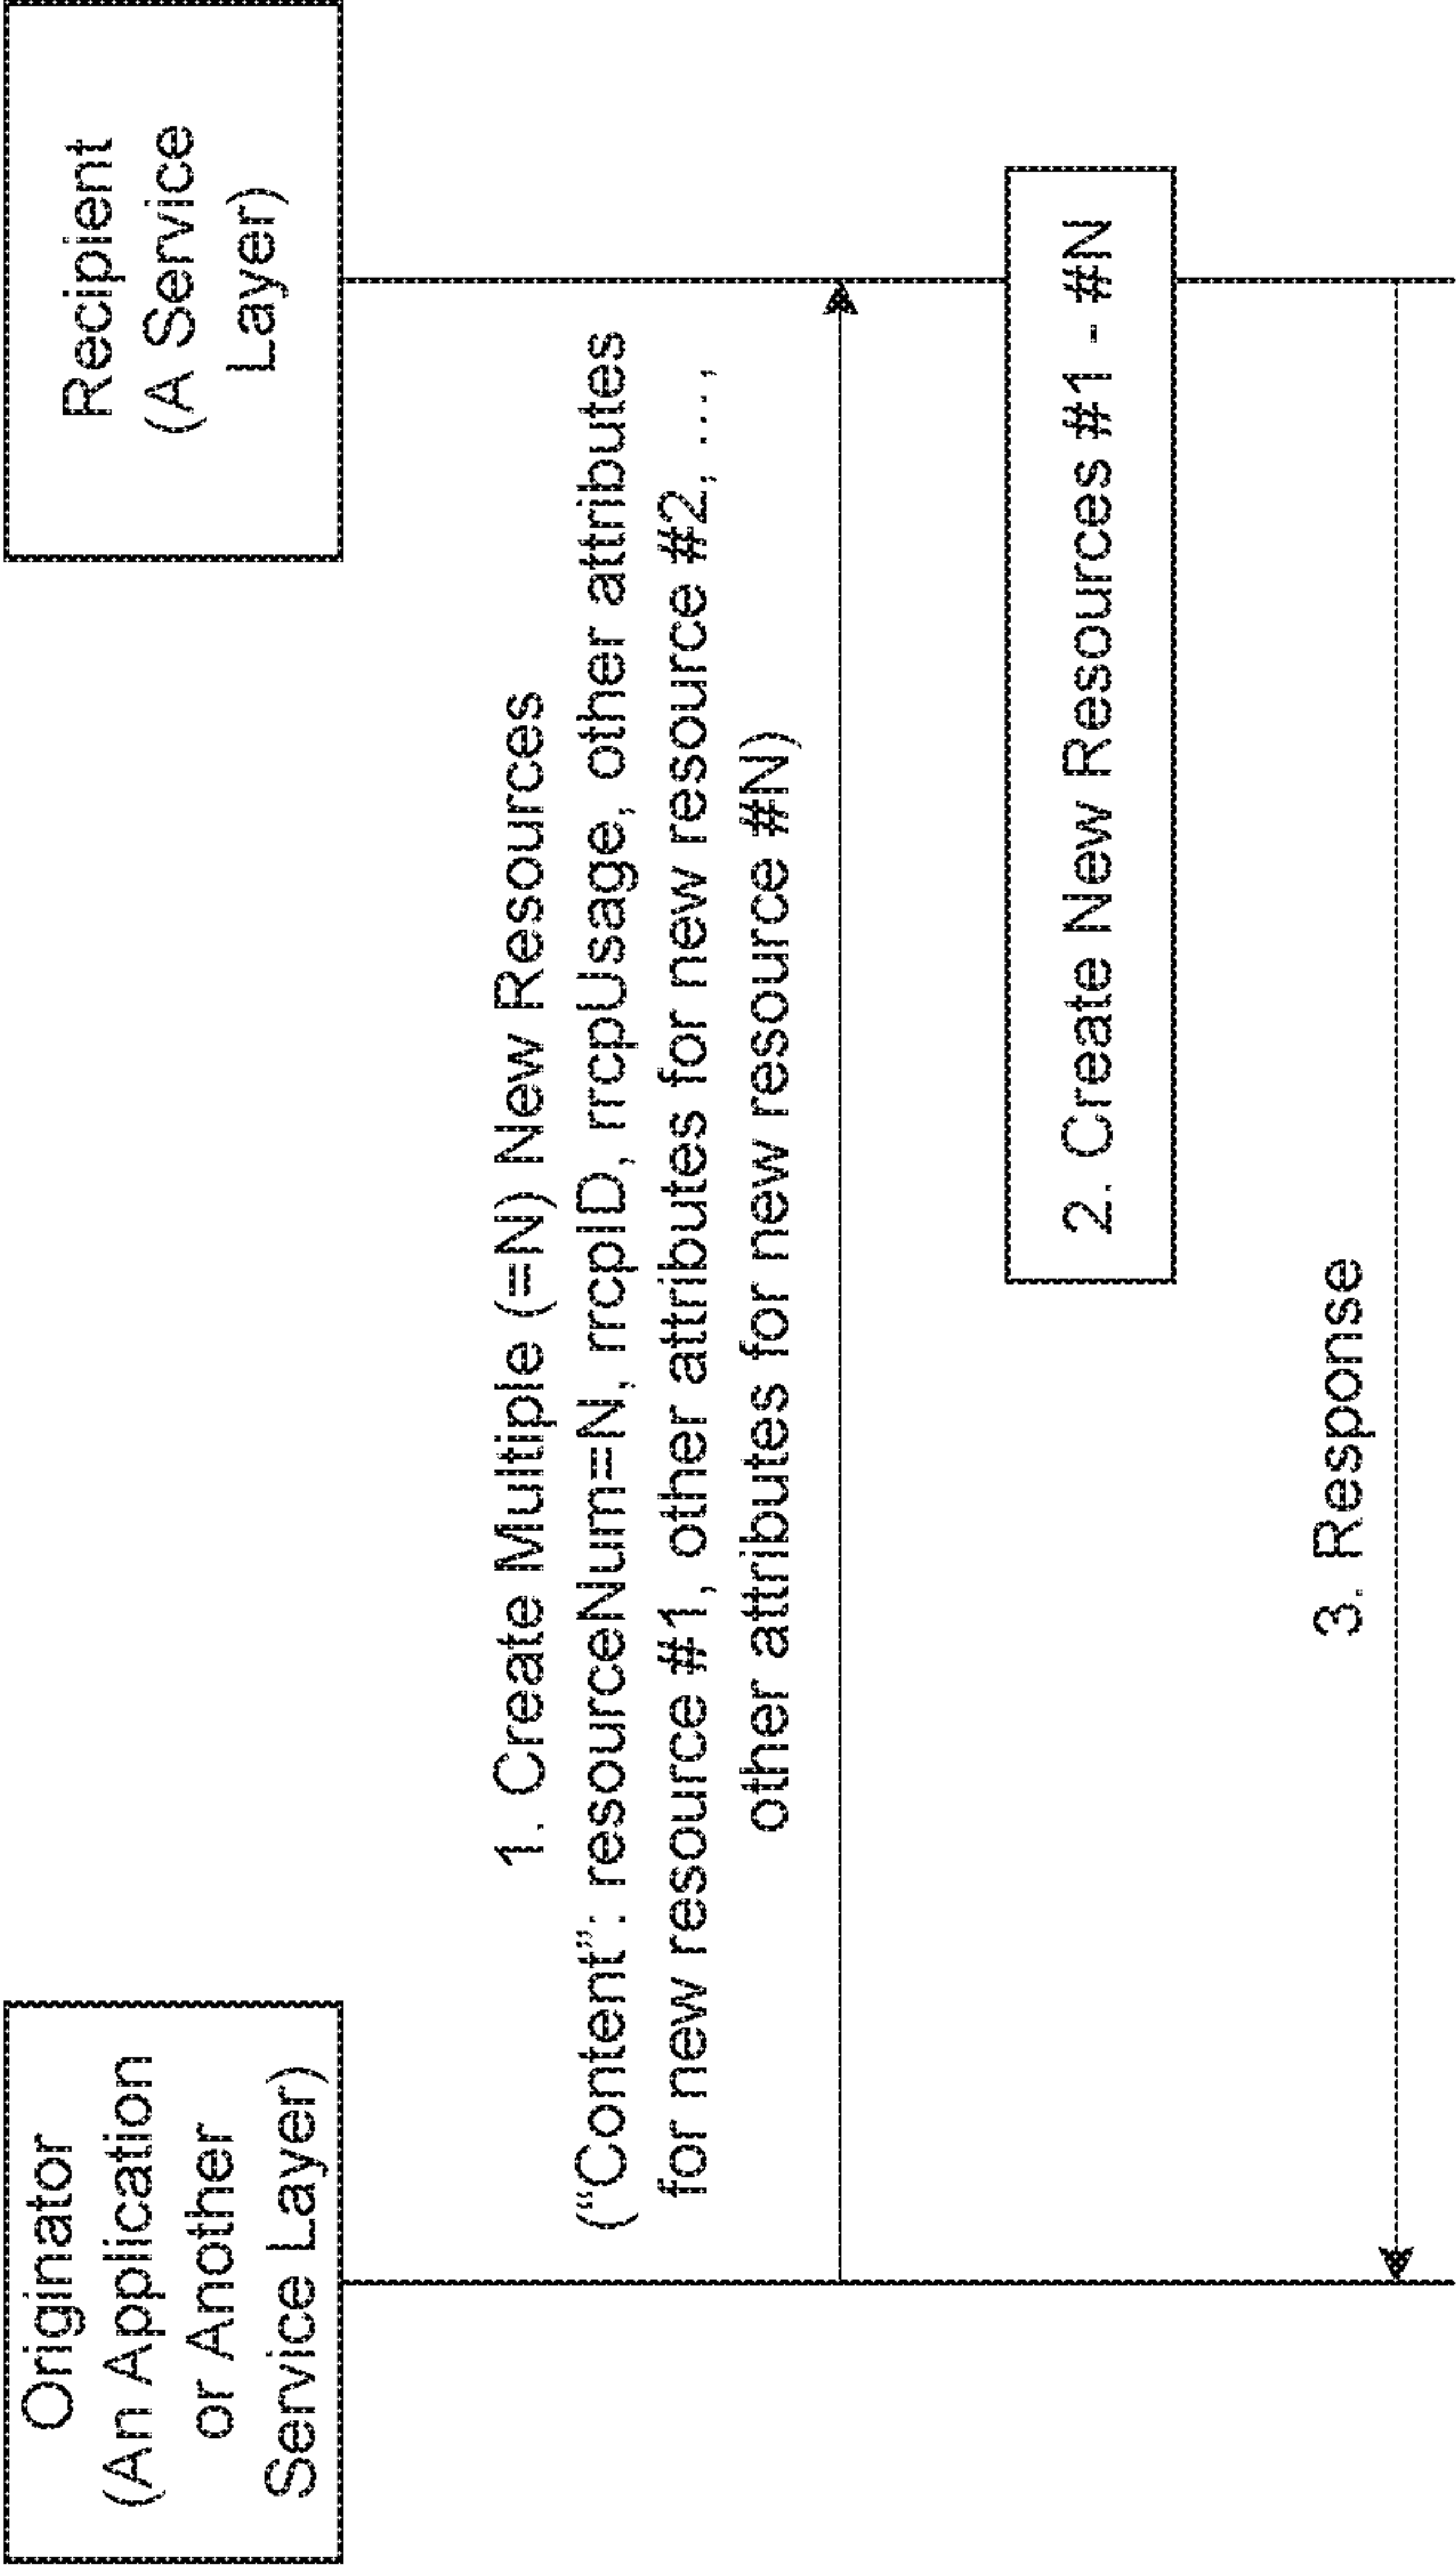 Originator
(An Application
or Another
Service Layer)
Recipient
(A Service
Layer)
1. Create Multiple (=N) New Resources
(“Content”: resourceNum=N, rrcpID, rrcpUsage, other attributes
for new resource #1, other attributes for new resource #2, …,
other attributes for new resource #N)
2. Create New Resources #1 - #N
3. Response